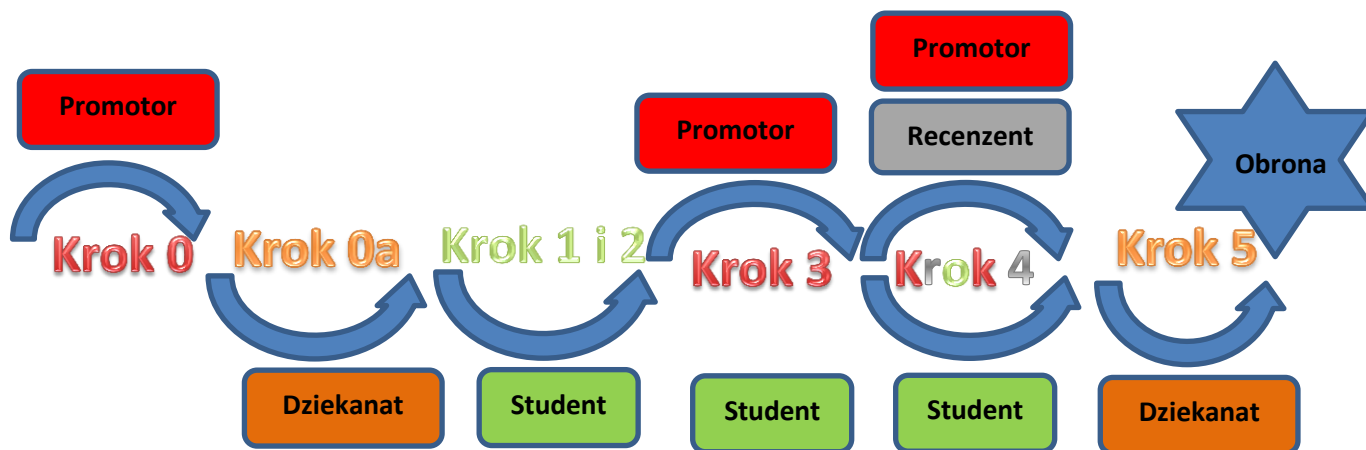 Promotor
Promotor
Promotor
Recenzent
Obrona
Krok 0
Krok 0a
Krok 1 i 2
Krok 3
Krok 4
Krok 5
Dziekanat
Student
Student
Student
Dziekanat